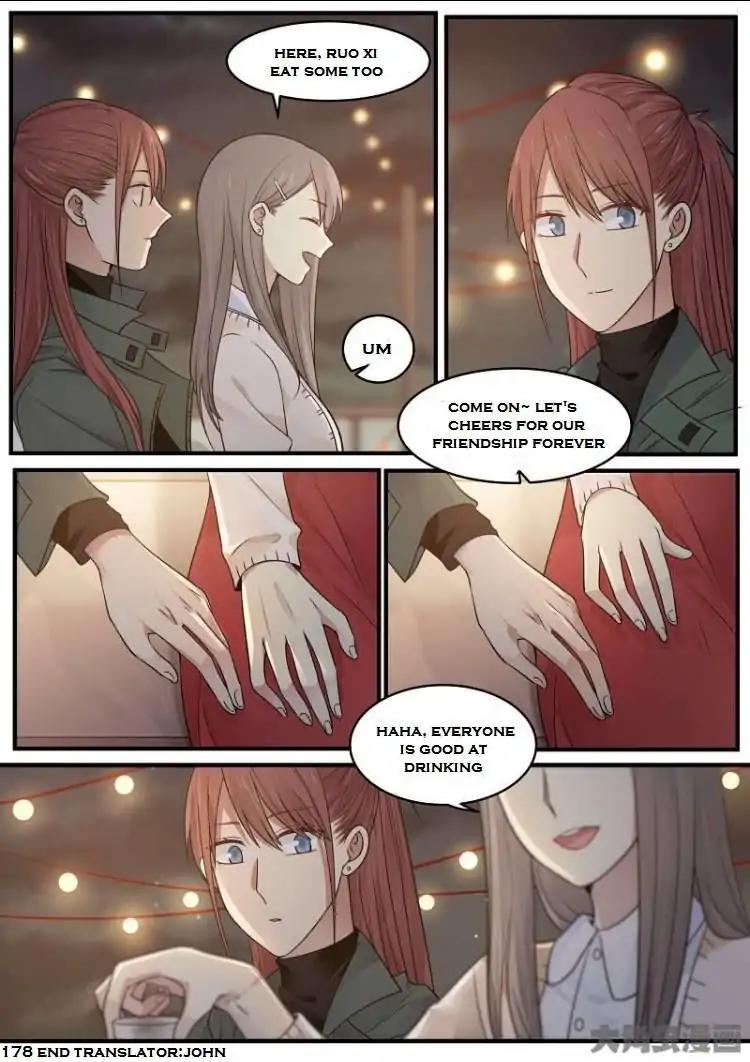 HERE, RUO XI
EAT SOME TOO
UM
COME ON~ LET'S
CHEERS FOR OUR
FRIENDSHIP FOREVER
HAHA, EVERYONE
IS GOOD AT
DRINKING
178 END TRANSLATOR:JOHN